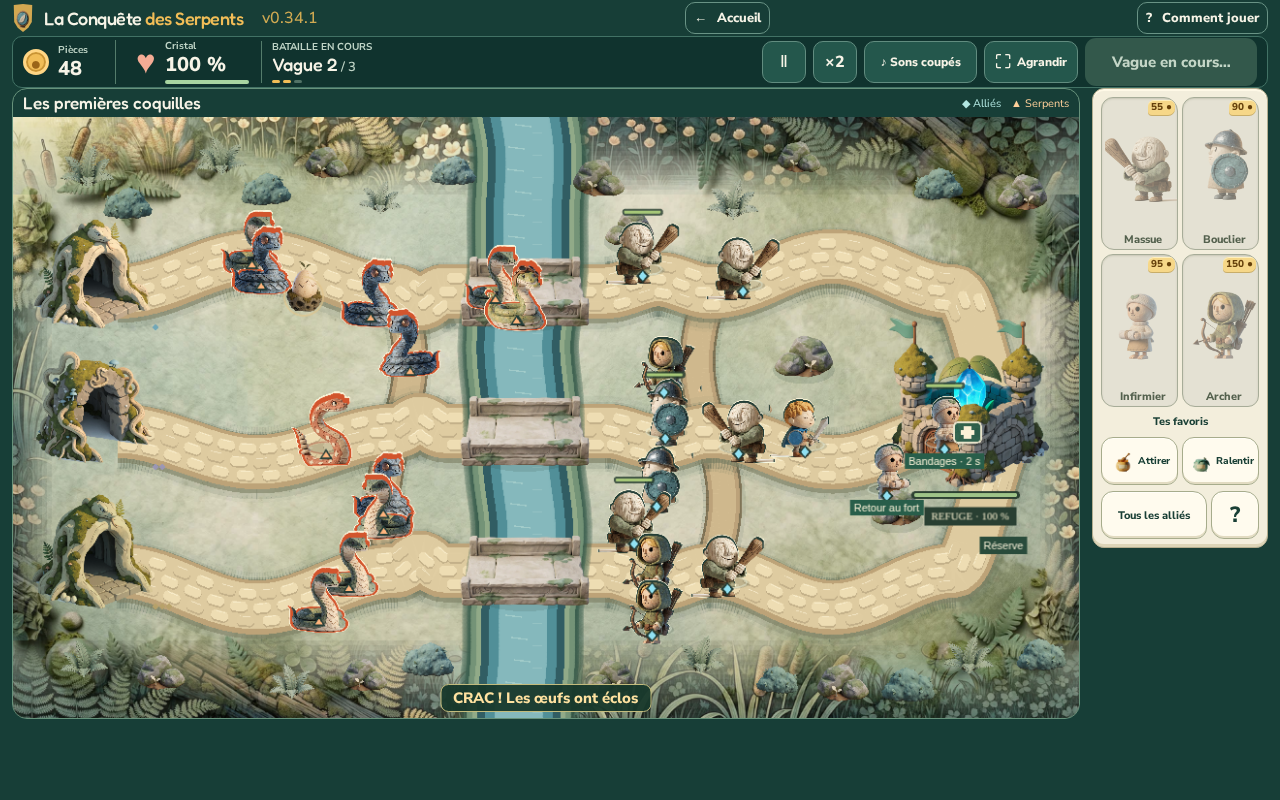 La Conquête des Serpents v0.34.1
← Accueil
? Comment jouer
Pièces
48
Cristal
100 %
BATAILLE EN COURS
Vague 2 / 3
×2
♪ Sons coupés
Agrandir
Vague en cours...
Les premières coquilles
◆ Alliés ▲ Serpents
55
Massue
90
Bouclier
95
Infirmier
150
Archer
Tes favoris
Attirer
Ralentir
Tous les alliés
?
Bandages · 2 s
Retour au fort
REFUGE · 100 %
Réserve
CRAC ! Les œufs ont éclos